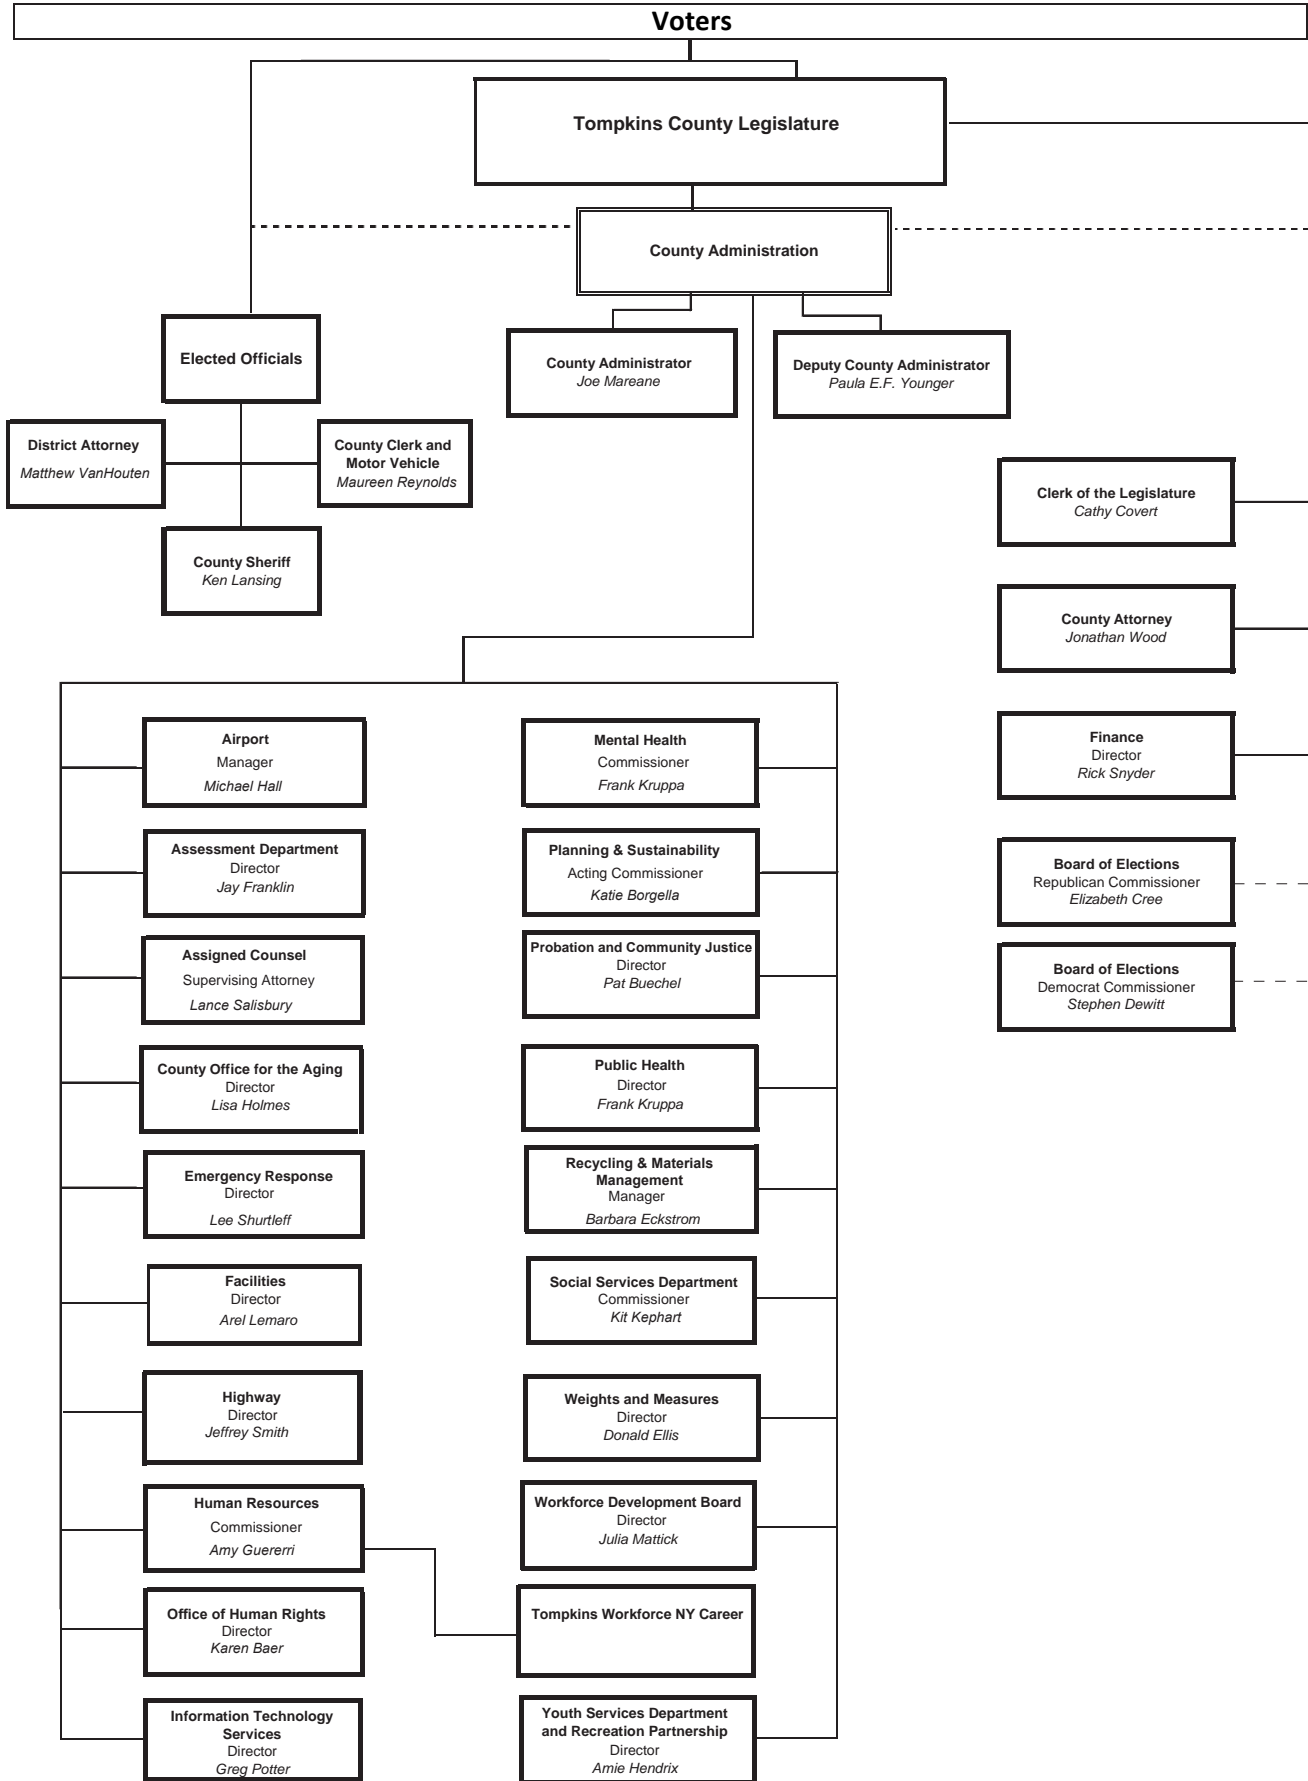 Voters
Tompkins County Legislature
County Administration
Elected Officials
County Administrator
Joe Mareane
Deputy County Administrator
Paula E.F. Younger
District Attorney
Matthew VanHouten
County Clerk and
Motor Vehicle
Maureen Reynolds
County Sheriff
Ken Lansing
Clerk of the Legislature
Cathy Covert
County Attorney
Jonathan Wood
Finance
Director
Rick Snyder
Board of Elections
Republican Commissioner
Elizabeth Cree
Board of Elections
Democrat Commissioner
Stephen Dewitt
Airport
Manager
Michael Hall
Assessment Department
Director
Jay Franklin
Assigned Counsel
Supervising Attorney
Lance Salisbury
County Office for the Aging
Director
Lisa Holmes
Emergency Response
Director
Lee Shurtleff
Facilities
Director
Arel Lemaro
Highway
Director
Jeffrey Smith
Human Resources
Commissioner
Amy Guererri
Office of Human Rights
Director
Karen Baer
Information Technology
Services
Director
Greg Potter
Mental Health
Commissioner
Frank Kruppa
Planning & Sustainability
Acting Commissioner
Katie Borgella
Probation and Community Justice
Director
Pat Buechel
Public Health
Director
Frank Kruppa
Recycling & Materials
Management
Manager
Barbara Eckstrom
Social Services Department
Commissioner
Kit Kephart
Weights and Measures
Director
Donald Ellis
Workforce Development Board
Director
Julia Mattick
Tompkins Workforce NY Career
Youth Services Department
and Recreation Partnership
Director
Amie Hendrix